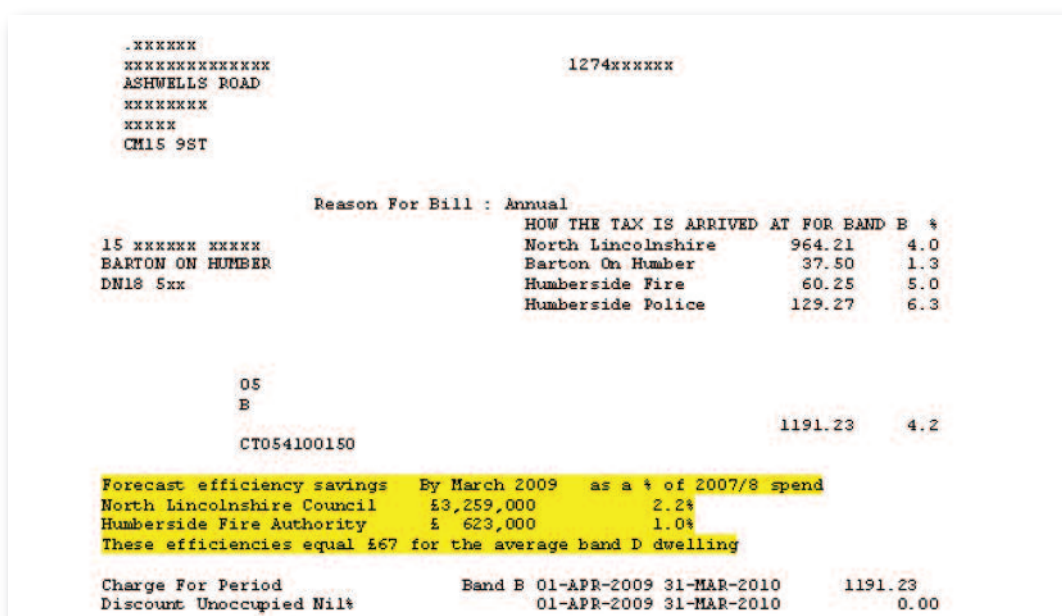 .xxxxxx
xxxxxxxxxxxxxx 1274xxxxxx
ASHWELLS ROAD
xxxxxxxx
xxxxx
CM15 9ST
Reason For Bill : Annual
HOW THE TAX IS ARRIVED AT FOR BAND B %
15 xxxxxx xxxxx North Lincolnshire 964.21 4.0
BARTON ON HUMBER Barton On Humber 37.50 1.3
DN18 5xx Humberside Fire 60.25 5.0
Humberside Police 129.27 6.3
05
B
1191.23 4.2
CT054100150
Forecast efficiency savings By March 2009 as a % of 2007/8 spend
North Lincolnshire Council £3,259,000 2.2%
Humberside Fire Authority £ 623,000 1.0%
These efficiencies equal £67 for the average band D dwelling
Charge For Period Band B 01-APR-2009 31-MAR-2010 1191.23
Discount Unoccupied Nil% 01-APR-2009 31-MAR-2010 0.00